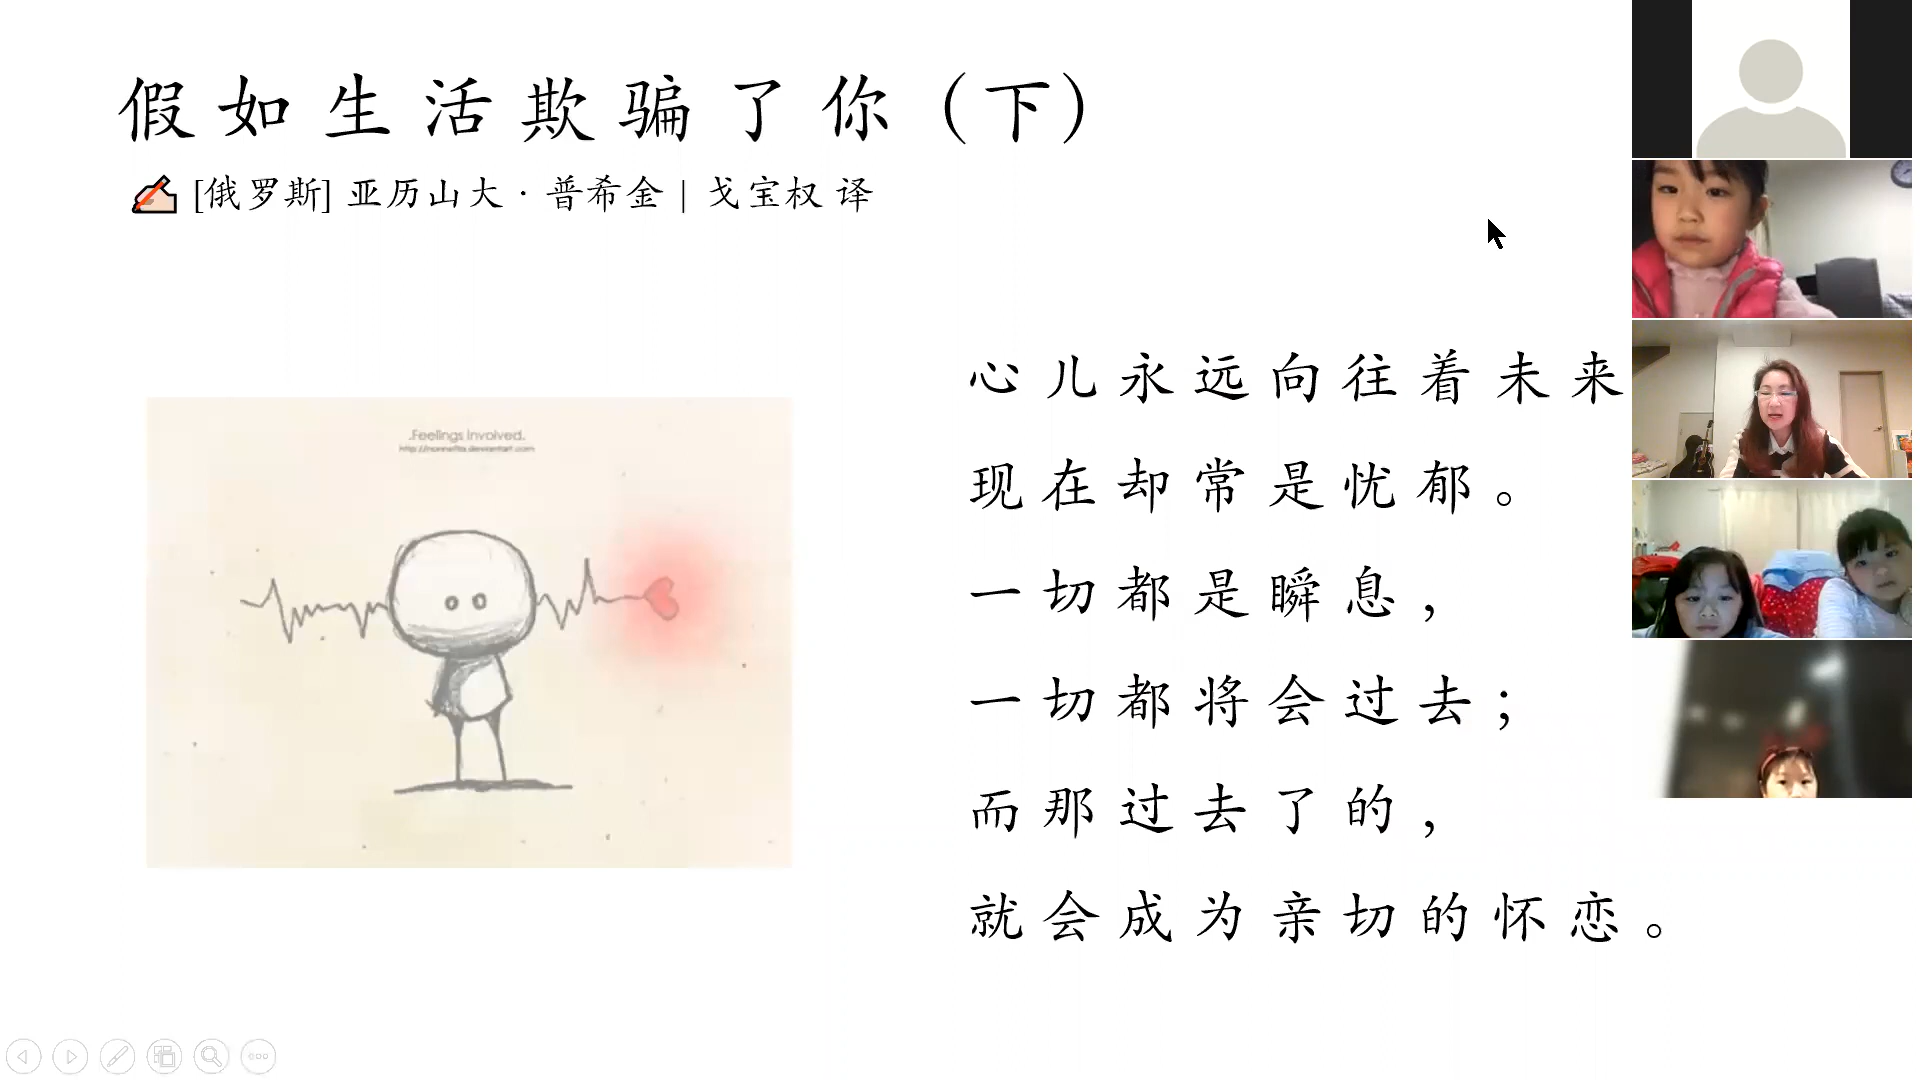 假如生活欺骗了你（下）
[俄罗斯] 亚历山大·普希金 | 戈宝权 译
.Feelings Involved.
心儿永远向往着未来
现在却常是忧郁。
一切都是瞬息，
一切都将会过去；
而那过去了的，
就会成为亲切的怀恋。